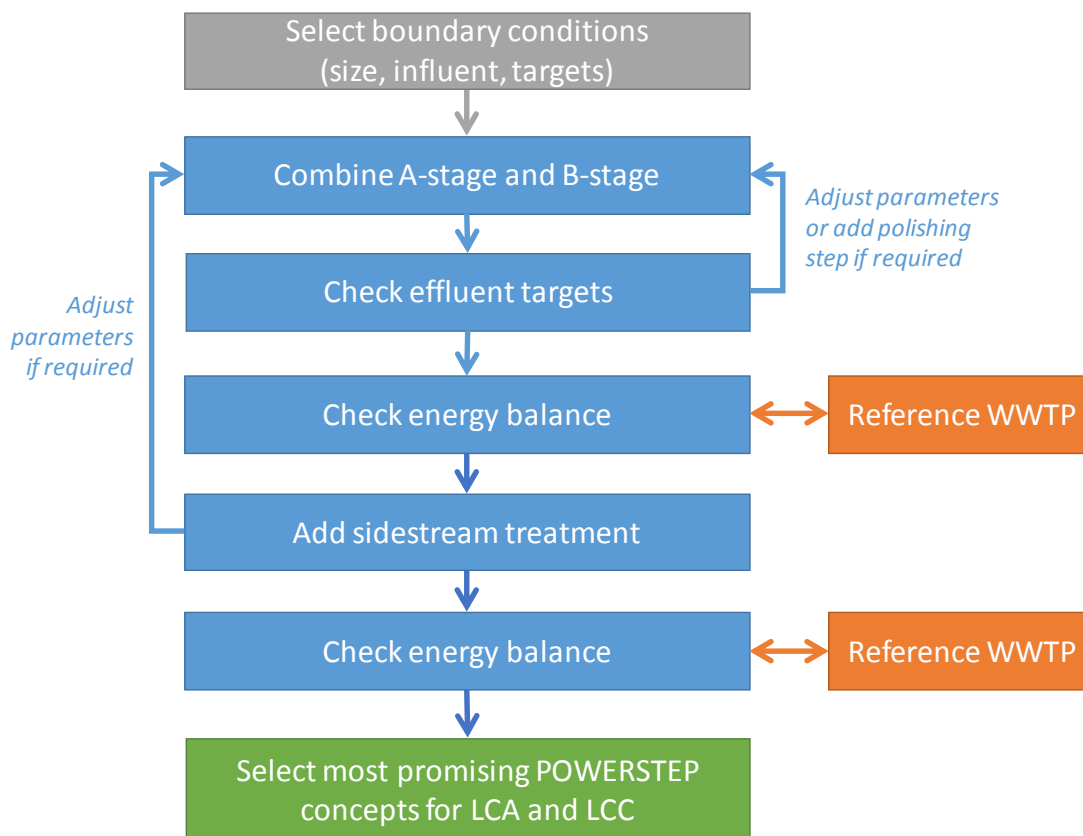 Select boundary conditions
(size, influent, targets)
Combine A-stage and B-stage
Adjust parameters
or add polishing
step if required
Check effluent targets
Adjust
parameters
if required
Check energy balance
Reference WWTP
Add sidestream treatment
Check energy balance
Reference WWTP
Select most promising POWERSTEP
concepts for LCA and LCC